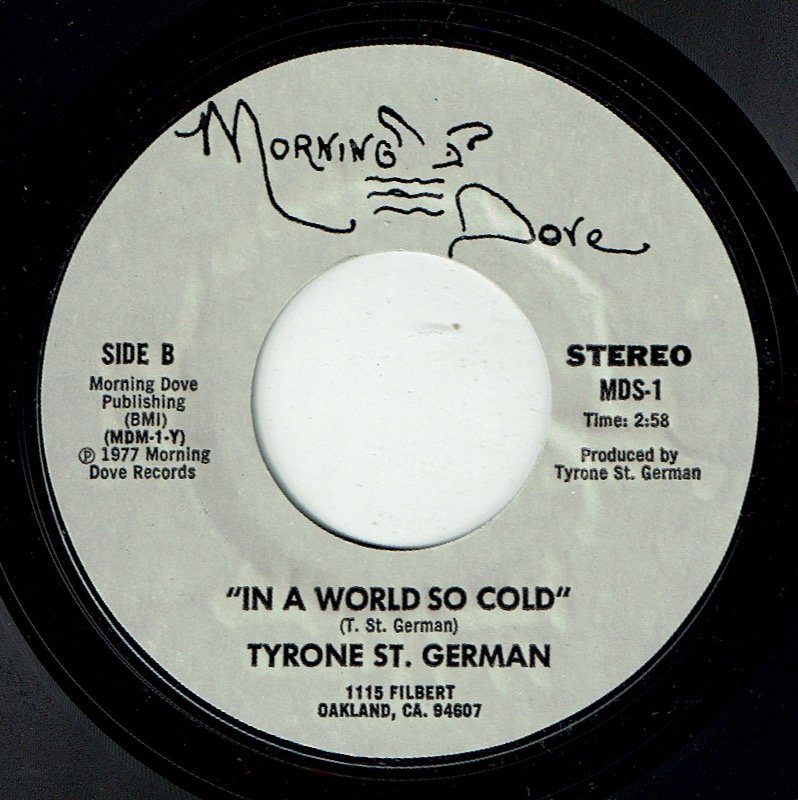 Morning
Dove
SIDE B
Morning Dove
Publishing
(BMI)
(MDM-1-Y)
℗ 1977 Morning
Dove Records
STEREO
MDS-1
Time: 2:58
Produced by
Tyrone St. German
"IN A WORLD SO COLD"
(T. St. German)
TYRONE ST. GERMAN
1115 FILBERT
OAKLAND, CA. 94607